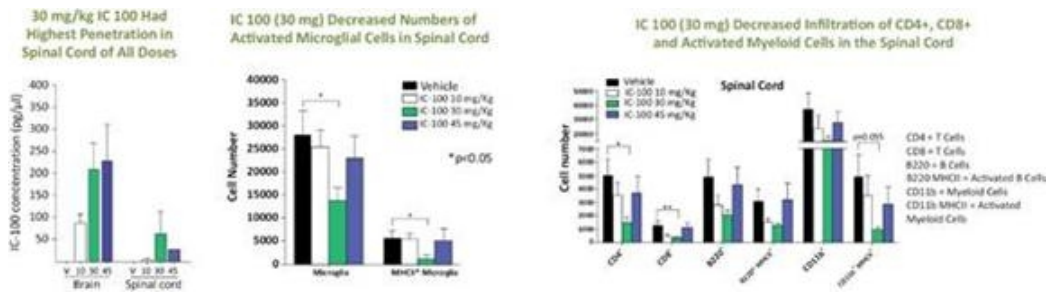 30 mg/kg IC 100 Had
Highest Penetration in
Spinal Cord of All Doses
IC-100 concentration (pg/μl)
400
350
300
250
200
150
100
50
V 10 30 45
Brain
V 10 30 45
Spinal cord
IC 100 (30 mg) Decreased Numbers of
Activated Microglial Cells in Spinal Cord
Cell Number
40000
35000
30000
25000
20000
15000
10000
5000
0
*
*
Vehicle
IC-100 10 mg/Kg
IC-100 30 mg/Kg
IC-100 45 mg/Kg
*p<0.05
Microglia
MHCII⁺ Microglia
IC 100 (30 mg) Decreased Infiltration of CD4+, CD8+
and Activated Myeloid Cells in the Spinal Cord
Spinal Cord
Vehicle
IC-100 10 mg/Kg
IC-100 30 mg/Kg
IC-100 45 mg/Kg
Cell number
*
**
p=0.055
CD4
CD8
B220
CD11b
CD4 = T Cells
CD8 = T Cells
B220 = B Cells
B220 MHCII = Activated B Cells
CD11b = Myeloid Cells
CD11b MHCII = Activated
Myeloid Cells